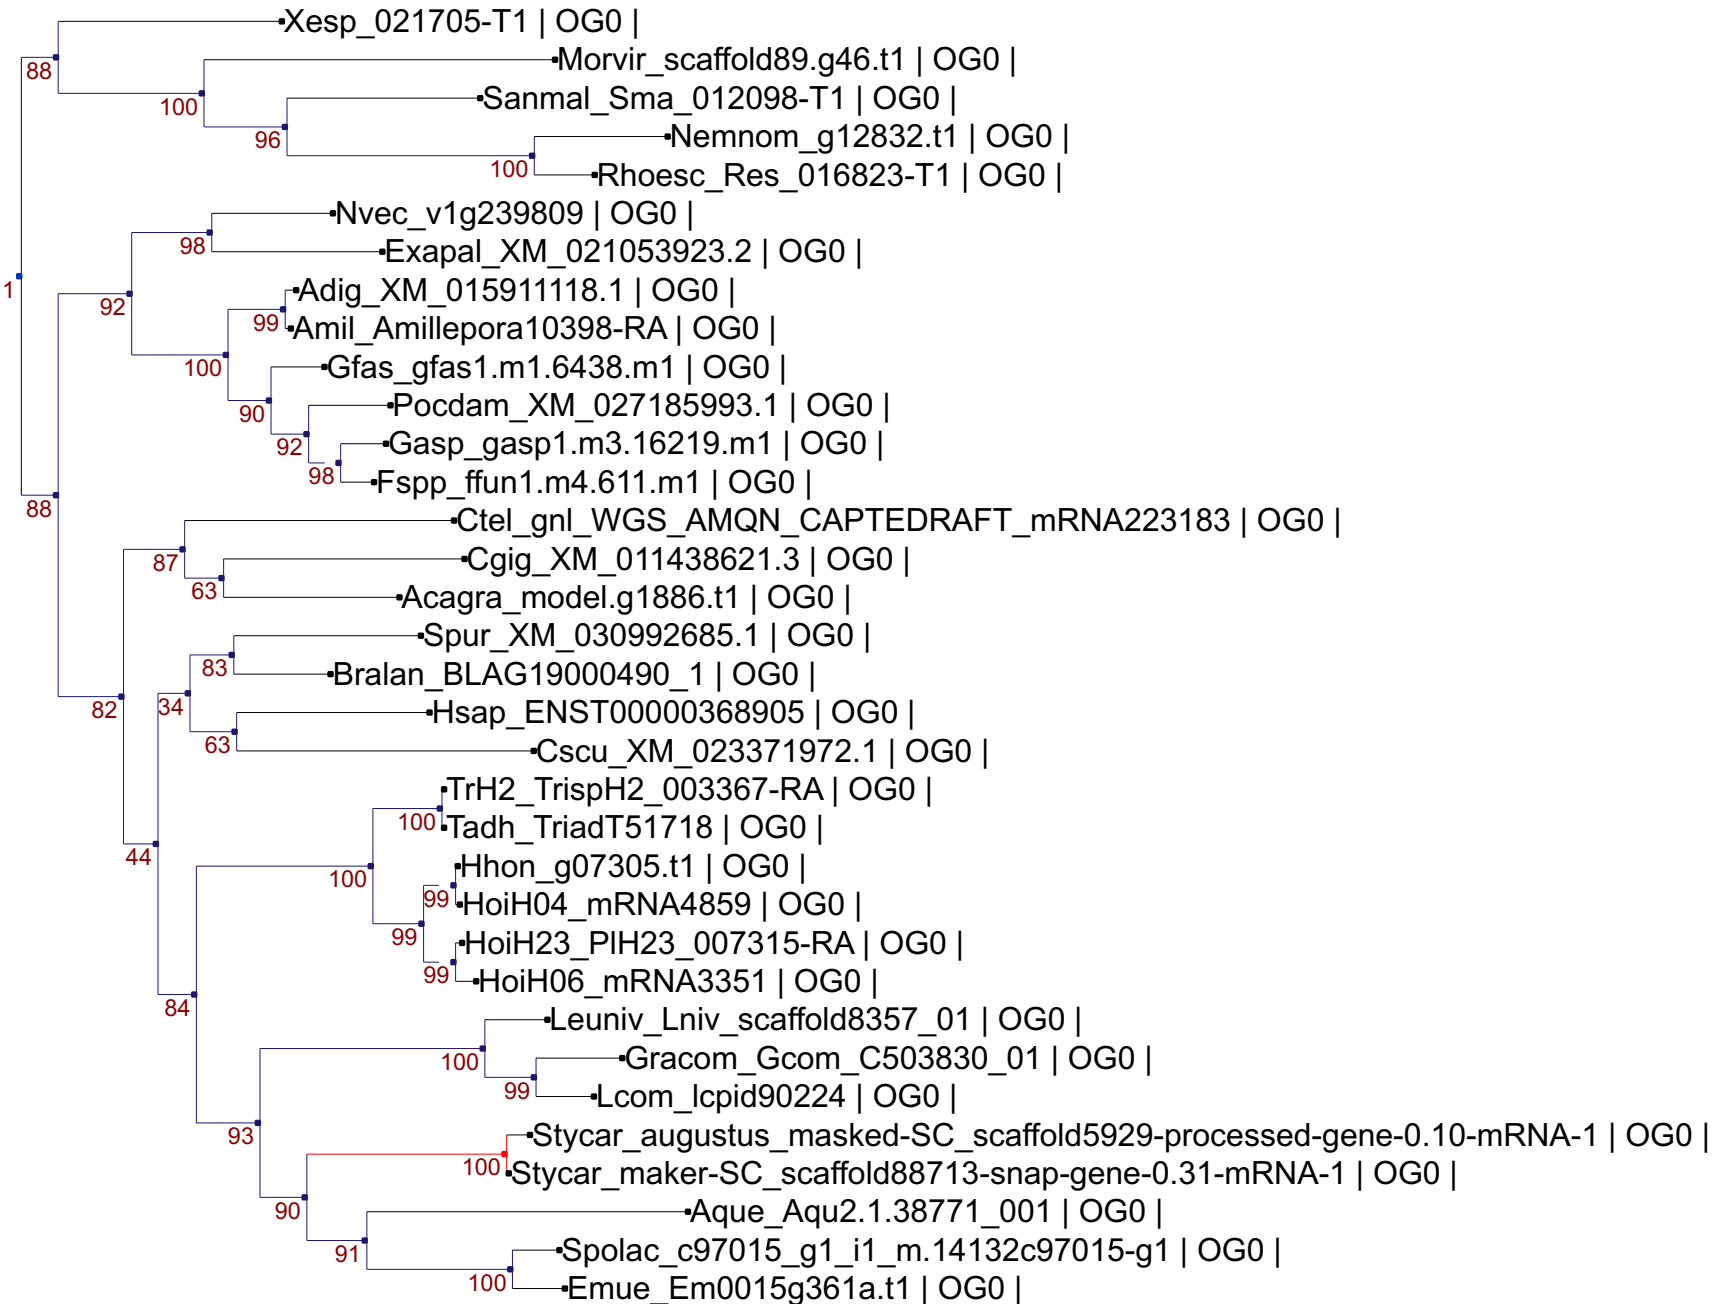 Xesp_021705-T1 | OG0 |
Morvir_scaffold89.g46.t1 | OG0 |
88
100
Sanmal_Sma_012098-T1 | OG0 |
96
Nemnom_g12832.t1 | OG0 |
100
Rhoesc_Res_016823-T1 | OG0 |
Nvec_v1g239809 | OG0 |
98
Exapal_XM_021053923.2 | OG0 |
1
92
Adig_XM_015911118.1 | OG0 |
99
Amil_Amillepora10398-RA | OG0 |
100
Gfas_gfas1.m1.6438.m1 | OG0 |
90
Pocdam_XM_027185993.1 | OG0 |
92
Gasp_gasp1.m3.16219.m1 | OG0 |
98
Fspp_ffun1.m4.611.m1 | OG0 |
88
Ctel_gnl_WGS_AMQN_CAPTEDRAFT_mRNA223183 | OG0 |
87
Cgig_XM_011438621.3 | OG0 |
63
Acagra_model.g1886.t1 | OG0 |
Spur_XM_030992685.1 | OG0 |
83
Bralan_BLAG19000490_1 | OG0 |
82
34
Hsap_ENST00000368905 | OG0 |
63
Cscu_XM_023371972.1 | OG0 |
TrH2_TrispH2_003367-RA | OG0 |
100
Tadh_TriadT51718 | OG0 |
44
Hhon_g07305.t1 | OG0 |
100
99
HoiH04_mRNA4859 | OG0 |
99
HoiH23_PlH23_007315-RA | OG0 |
99
HoiH06_mRNA3351 | OG0 |
84
Leuniv_Lniv_scaffold8357_01 | OG0 |
100
Gracom_Gcom_C503830_01 | OG0 |
99
Lcom_lcpid90224 | OG0 |
93
Stycar_augustus_masked-SC_scaffold5929-processed-gene-0.10-mRNA-1 | OG0 |
100
Stycar_maker-SC_scaffold88713-snap-gene-0.31-mRNA-1 | OG0 |
90
Aque_Aqu2.1.38771_001 | OG0 |
91
Spolac_c97015_g1_i1_m.14132c97015-g1 | OG0 |
100
Emue_Em0015g361a.t1 | OG0 |